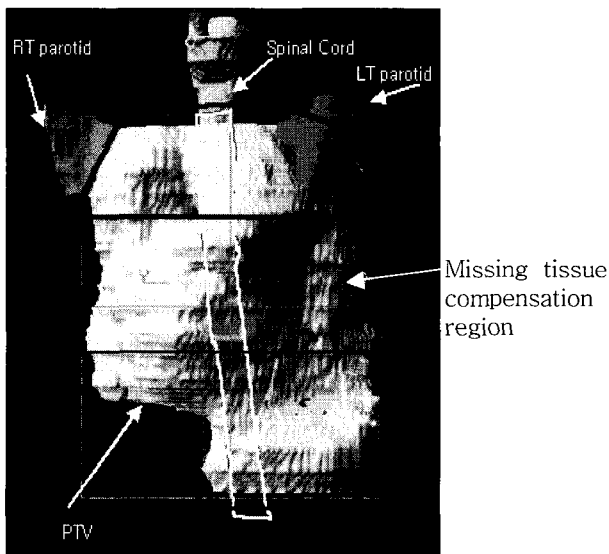 RT parotid
Spinal Cord
LT parotid
Missing tissue
compensation
region
PTV